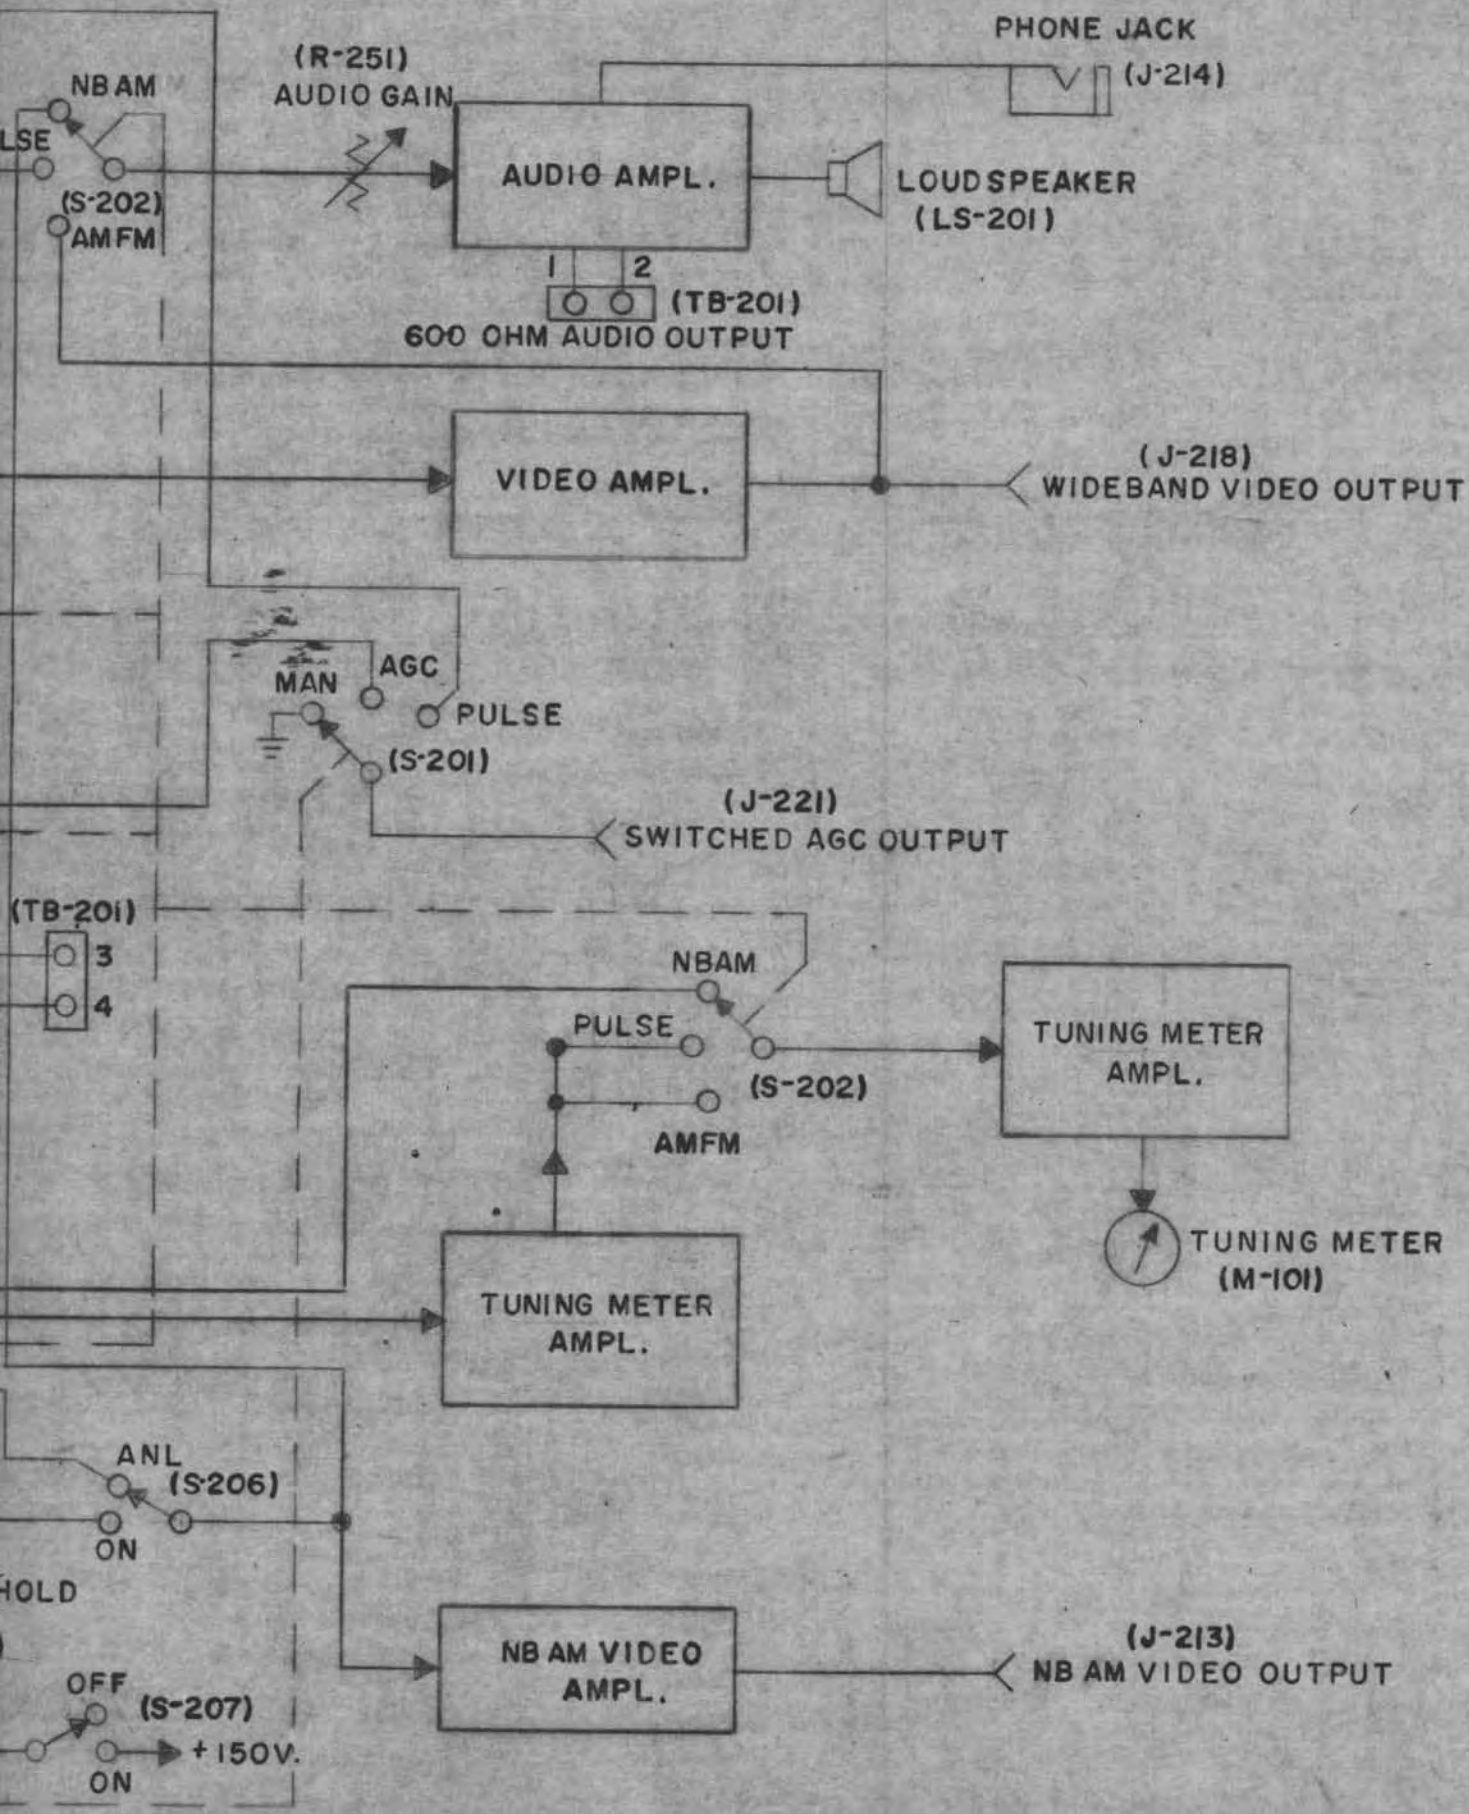 PHONE JACK
(J-214)
(R-251)
AUDIO GAIN
NB AM
LSE
(S-202)
AMFM
AUDIO AMPL.
LOUDSPEAKER
(LS-201)
1 2
(TB-201)
600 OHM AUDIO OUTPUT
VIDEO AMPL.
(J-218)
WIDEBAND VIDEO OUTPUT
AGC
MAN
PULSE
(S-201)
(J-221)
SWITCHED AGC OUTPUT
(TB-201)
3
4
NBAM
PULSE
(S-202)
AMFM
TUNING METER
AMPL.
TUNING METER
(M-101)
TUNING METER
AMPL.
ANL
(S-206)
ON
HOLD
)
NB AM VIDEO
AMPL.
(J-213)
NB AM VIDEO OUTPUT
OFF
(S-207)
+150V.
ON